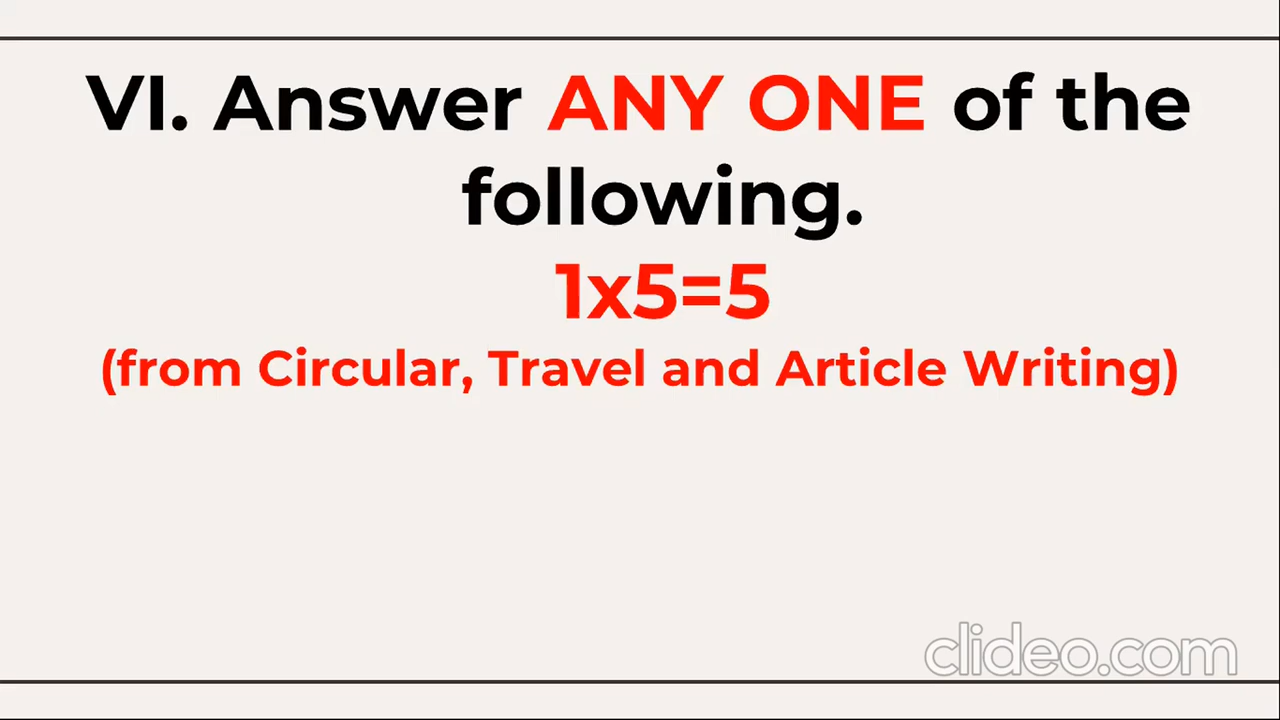 VI. Answer ANY ONE of the
following.
1x5=5
(from Circular, Travel and Article Writing)
clideo.com